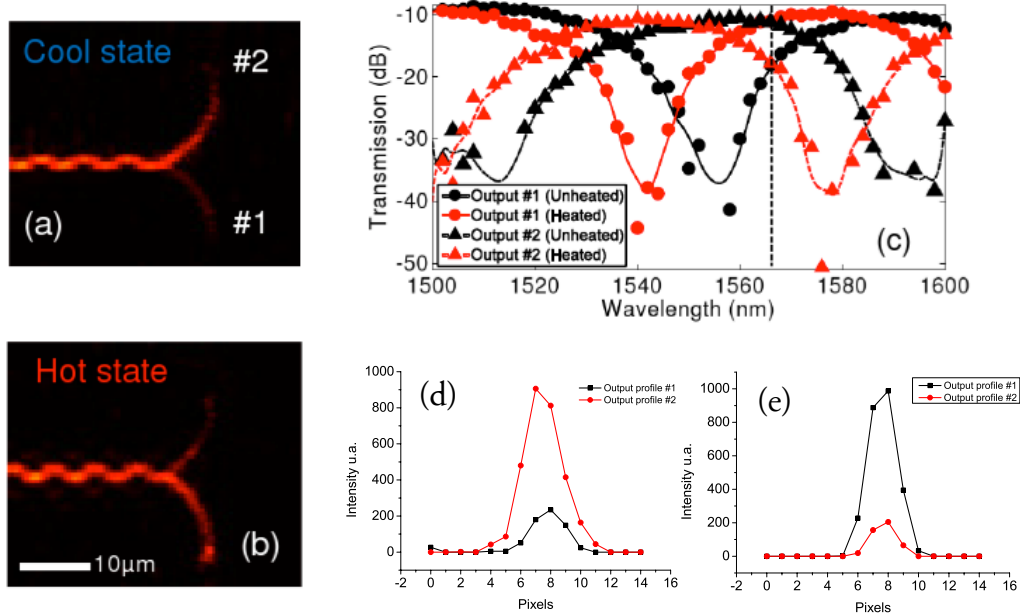 Cool state
#2
(a)
#1
Hot state
10μm
(b)
Transmission (dB)
-10
-20
-30
-40
-50
Output #1 (Unheated)
Output #1 (Heated)
Output #2 (Unheated)
Output #2 (Heated)
(c)
1500 1520 1540 1560 1580 1600
Wavelength (nm)
(d)
Output profile #1
Output profile #2
Intensity u.a.
1000
800
600
400
200
0
-2 0 2 4 6 8 10 12 14 16
Pixels
(e)
Output profile #1
Output profile #2
Intensity u.a.
1000
800
600
400
200
0
-2 0 2 4 6 8 10 12 14 16
Pixels